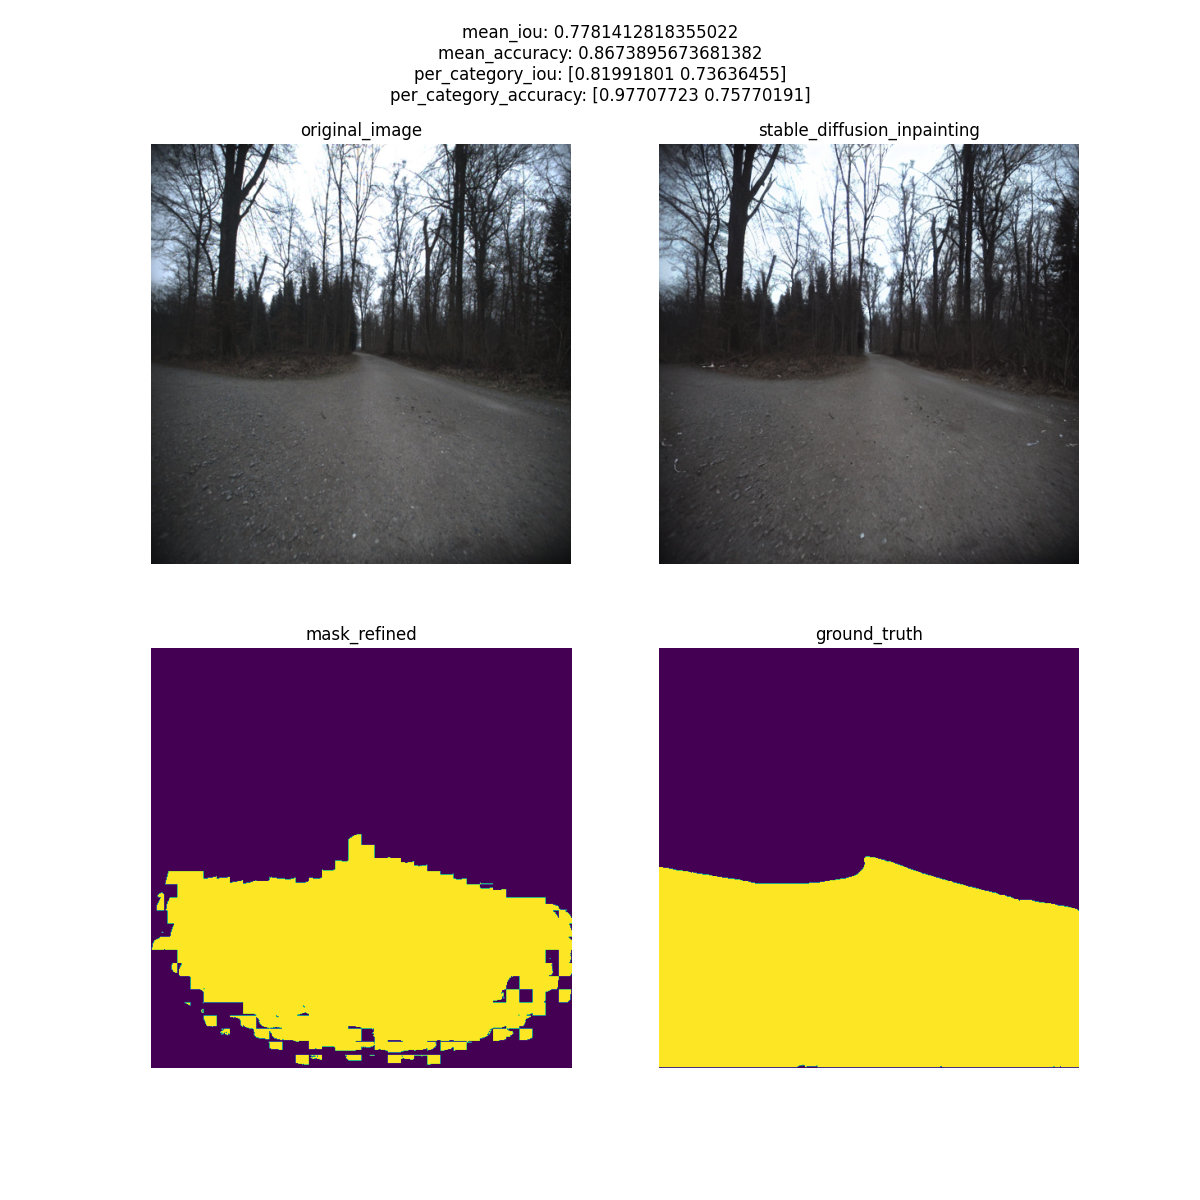 mean_iou: 0.7781412818355022
mean_accuracy: 0.8673895673681382
per_category_iou: [0.81991801 0.73636455]
per_category_accuracy: [0.97707723 0.75770191]
original_image
stable_diffusion_inpainting
mask_refined
ground_truth